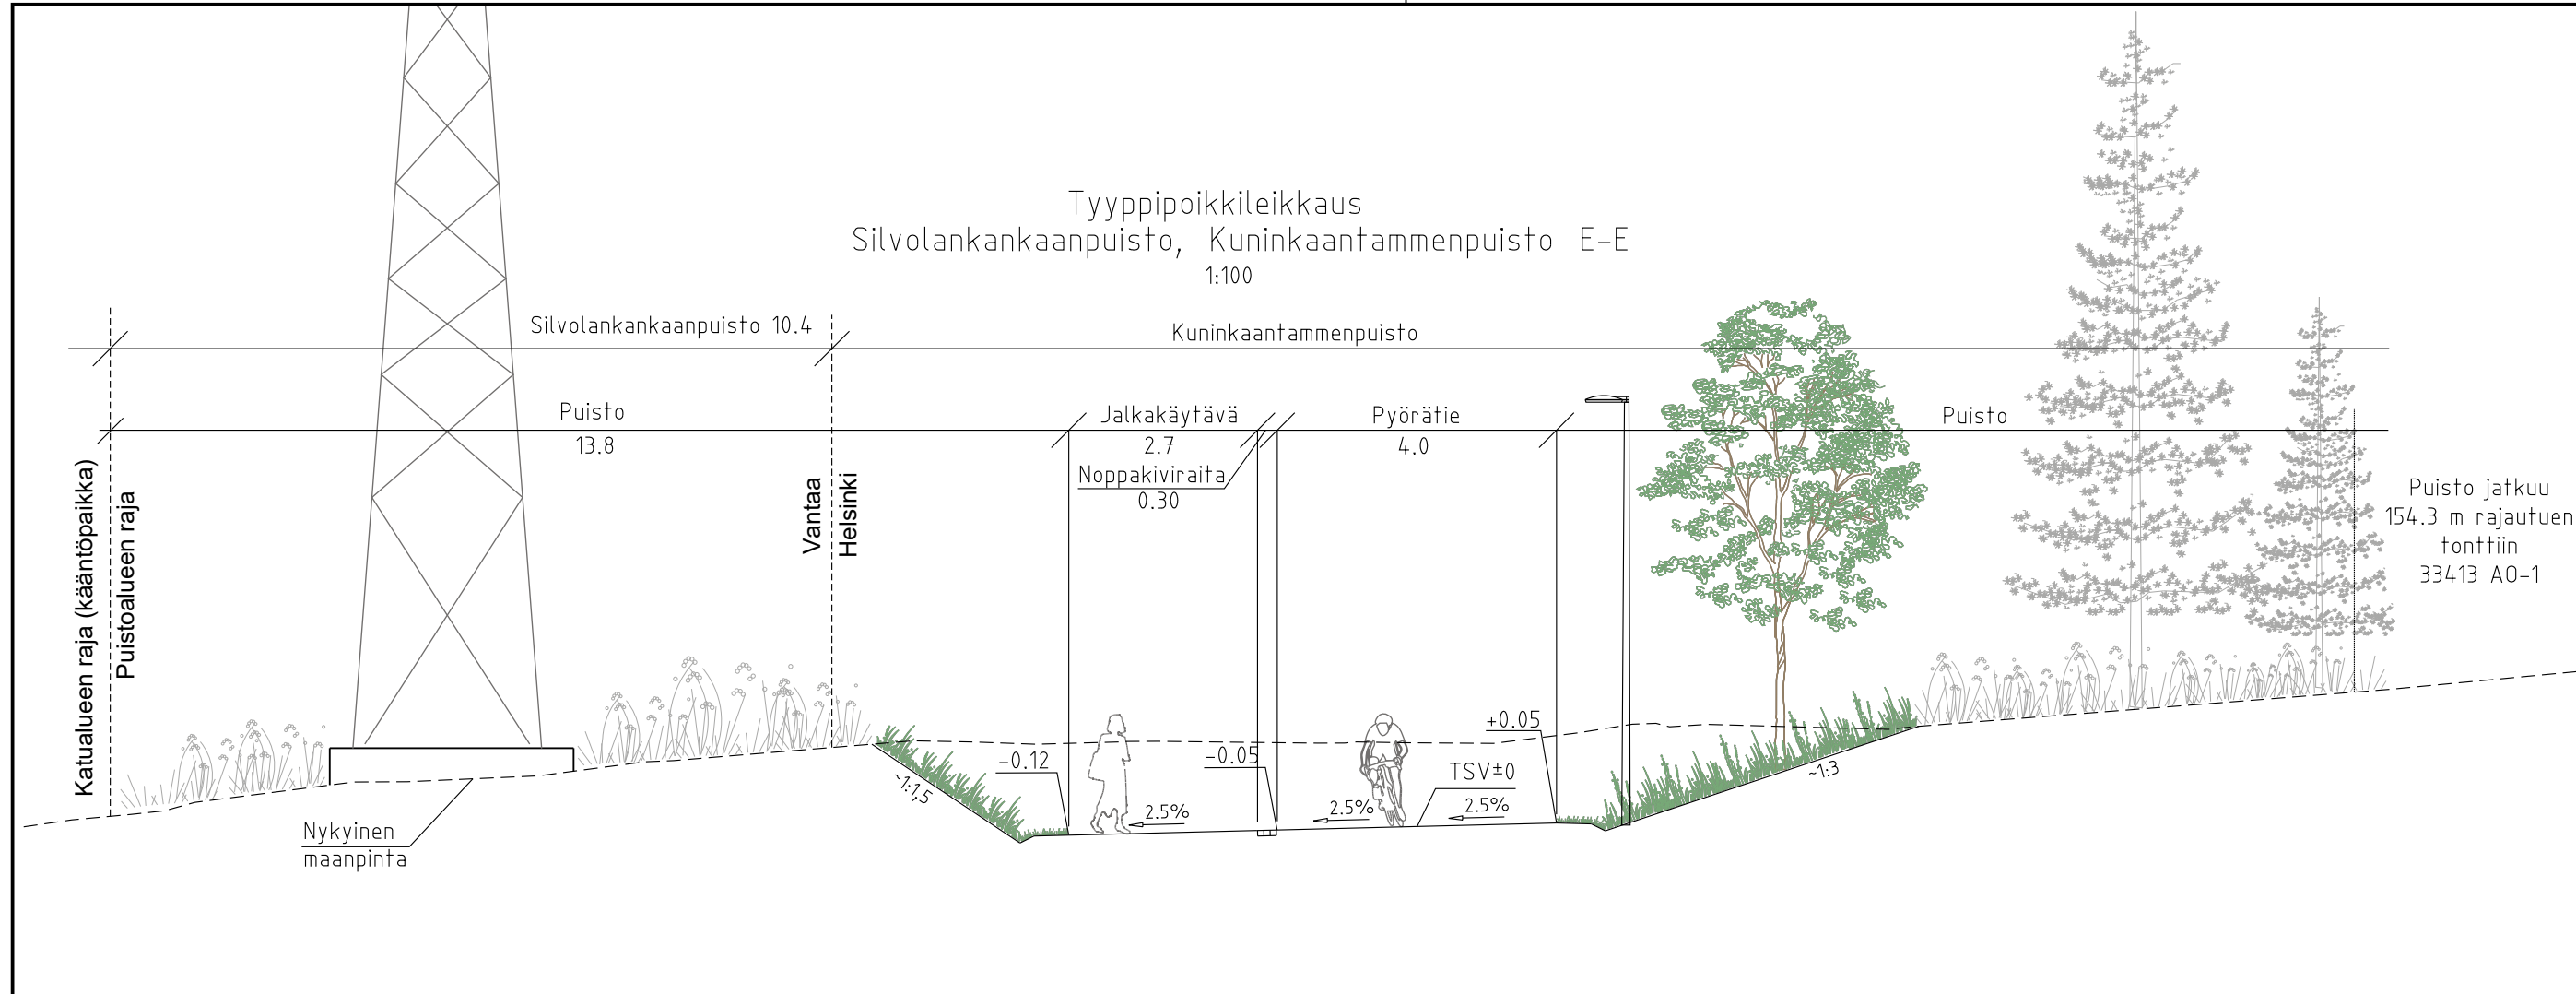 Tyyppipoikkileikkaus
Silvolankankaanpuisto, Kuninkaantammenpuisto E-E
1:100
Silvolankankaanpuisto 10.4
Kuninkaantammenpuisto
Puisto
13.8
Jalkakäytävä
2.7
Noppakiviraita
0.30
Pyörätie
4.0
Puisto
Katualueen raja (kääntöpaikka)
Puistoalueen raja
Vantaa
Helsinki
Puisto jatkuu
154.3 m rajautuen
tonttiin
33413 AO-1
+0.05
-0.12
-0.05
TSV±0
~1:1,5
2.5%
2.5%
2.5%
~1:3
Nykyinen
maanpinta